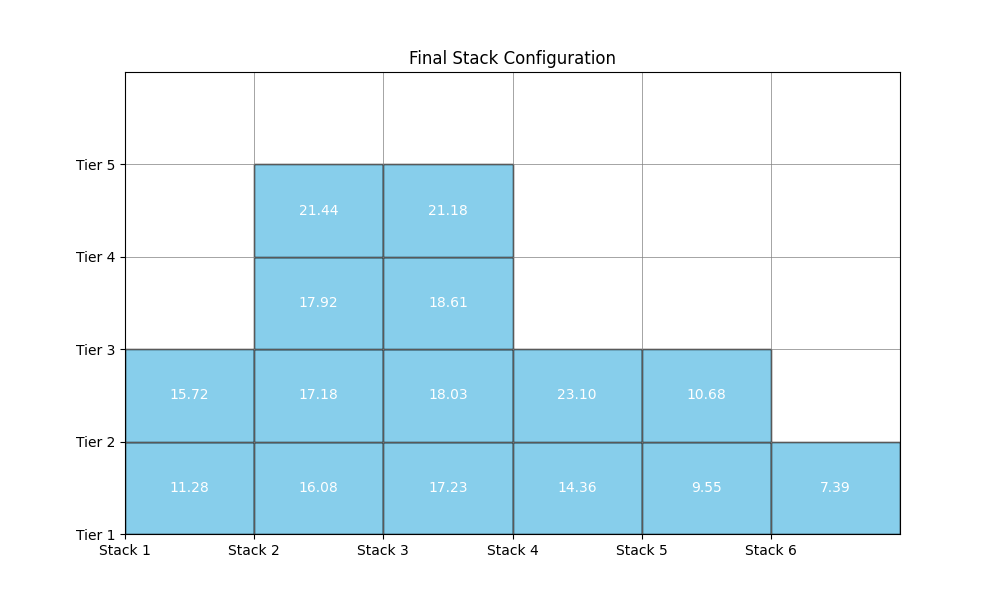 Final Stack Configuration
Tier 5
21.44 21.18
Tier 4
17.92 18.61
Tier 3
15.72 17.18 18.03 23.10 10.68
Tier 2
11.28 16.08 17.23 14.36 9.55 7.39
Tier 1
Stack 1 Stack 2 Stack 3 Stack 4 Stack 5 Stack 6